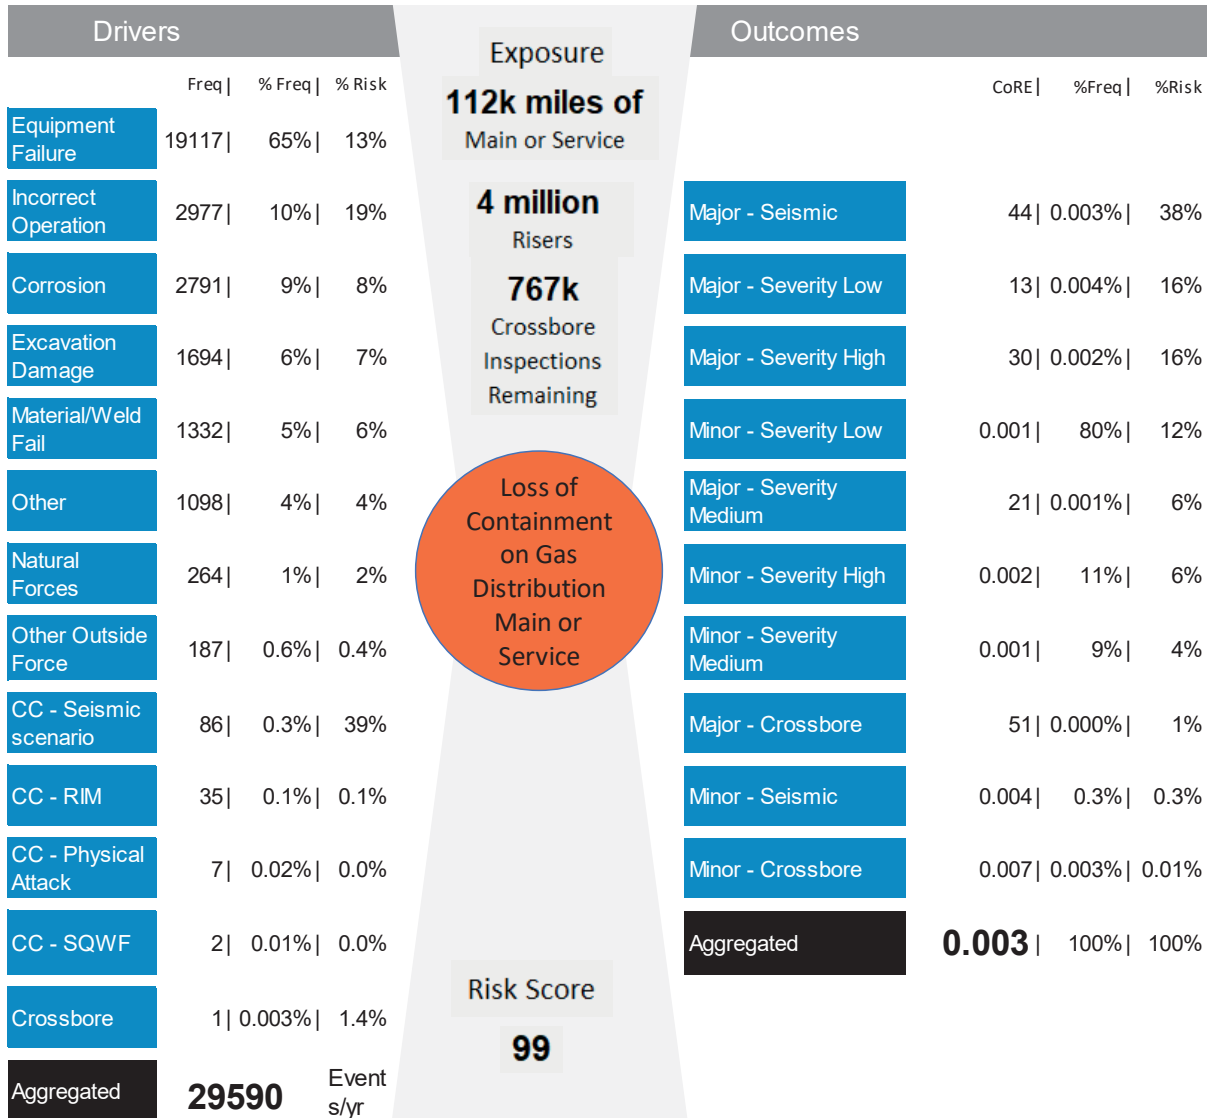 Drivers
Freq| % Freq| % Risk
Equipment
Failure
19117| 65%| 13%
Incorrect
Operation
2977| 10%| 19%
Corrosion 2791| 9%| 8%
Excavation
Damage
1694| 6%| 7%
Material/Weld
Fail
1332| 5%| 6%
Other 1098| 4%| 4%
Natural
Forces
264| 1%| 2%
Other Outside
Force
187| 0.6%| 0.4%
CC - Seismic
scenario
86| 0.3%| 39%
CC - RIM 35| 0.1%| 0.1%
CC - Physical
Attack
7| 0.02%| 0.0%
CC - SQWF 2| 0.01%| 0.0%
Crossbore 1| 0.003%| 1.4%
Aggregated 29590
Event
s/yr
Exposure
112k miles of
Main or Service
4 million
Risers
767k
Crossbore
Inspections
Remaining
Loss of
Containment
on Gas
Distribution
Main or
Service
Risk Score
99
Outcomes
CoRE| %Freq| %Risk
Major - Seismic 44| 0.003%| 38%
Major - Severity Low 13| 0.004%| 16%
Major - Severity High 30| 0.002%| 16%
Minor - Severity Low 0.001| 80%| 12%
Major - Severity
Medium
21| 0.001%| 6%
Minor - Severity High 0.002| 11%| 6%
Minor - Severity
Medium
0.001| 9%| 4%
Major - Crossbore 51| 0.000%| 1%
Minor - Seismic 0.004| 0.3%| 0.3%
Minor - Crossbore 0.007| 0.003%| 0.01%
Aggregated 0.003| 100%| 100%